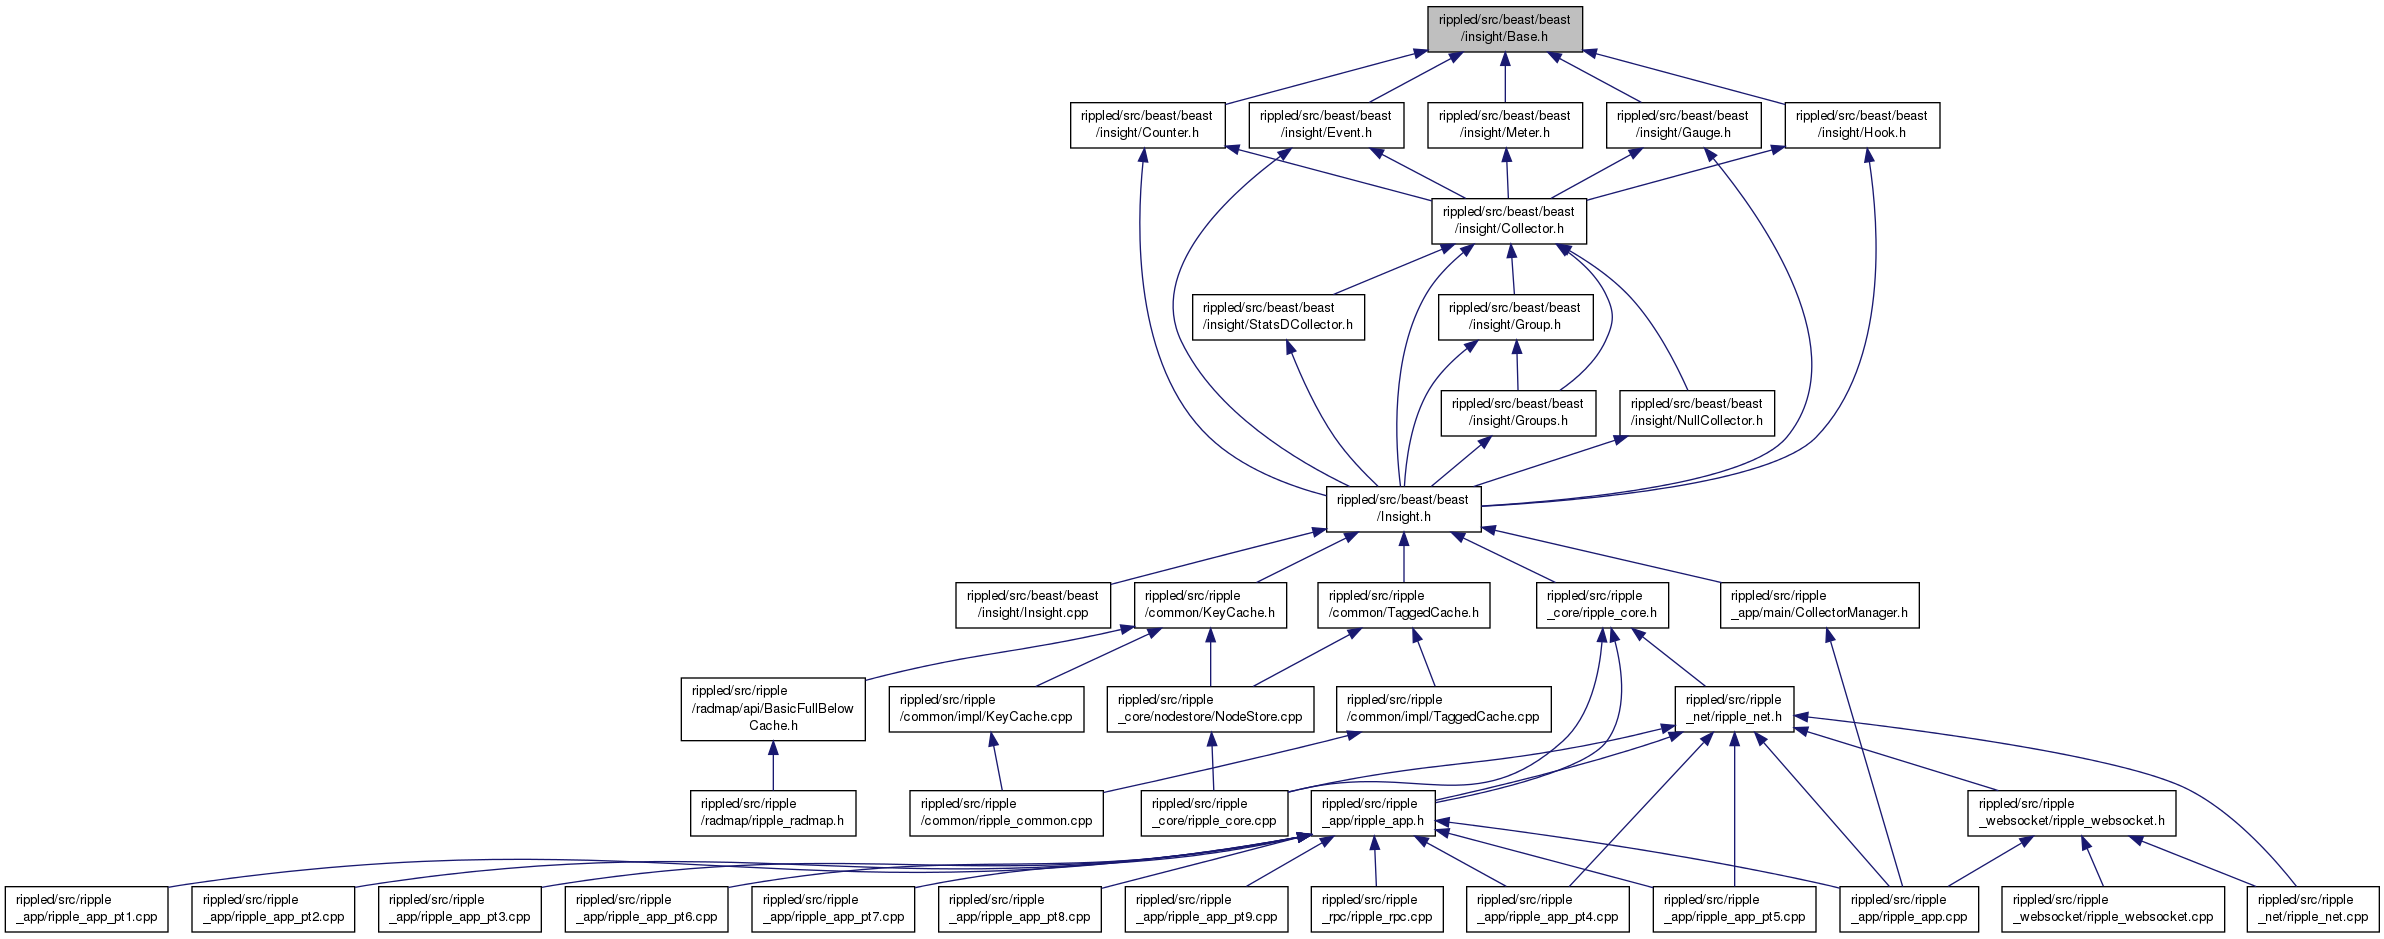 rippled/src/beast/beast
/insight/Base.h
rippled/src/beast/beast
/insight/Counter.h
rippled/src/beast/beast
/insight/Event.h
rippled/src/beast/beast
/insight/Meter.h
rippled/src/beast/beast
/insight/Gauge.h
rippled/src/beast/beast
/insight/Hook.h
rippled/src/beast/beast
/insight/Collector.h
rippled/src/beast/beast
/insight/StatsDCollector.h
rippled/src/beast/beast
/insight/Group.h
rippled/src/beast/beast
/insight/Groups.h
rippled/src/beast/beast
/insight/NullCollector.h
rippled/src/beast/beast
/Insight.h
rippled/src/beast/beast
/insight/Insight.cpp
rippled/src/ripple
/common/KeyCache.h
rippled/src/ripple
/common/TaggedCache.h
rippled/src/ripple
_core/ripple_core.h
rippled/src/ripple
_app/main/CollectorManager.h
rippled/src/ripple
/radmap/api/BasicFullBelow
Cache.h
rippled/src/ripple
/common/impl/KeyCache.cpp
rippled/src/ripple
_core/nodestore/NodeStore.cpp
rippled/src/ripple
/common/impl/TaggedCache.cpp
rippled/src/ripple
_net/ripple_net.h
rippled/src/ripple
/radmap/ripple_radmap.h
rippled/src/ripple
/common/ripple_common.cpp
rippled/src/ripple
_core/ripple_core.cpp
rippled/src/ripple
_app/ripple_app.h
rippled/src/ripple
_websocket/ripple_websocket.h
rippled/src/ripple
_app/ripple_app_pt1.cpp
rippled/src/ripple
_app/ripple_app_pt2.cpp
rippled/src/ripple
_app/ripple_app_pt3.cpp
rippled/src/ripple
_app/ripple_app_pt6.cpp
rippled/src/ripple
_app/ripple_app_pt7.cpp
rippled/src/ripple
_app/ripple_app_pt8.cpp
rippled/src/ripple
_app/ripple_app_pt9.cpp
rippled/src/ripple
_rpc/ripple_rpc.cpp
rippled/src/ripple
_app/ripple_app_pt4.cpp
rippled/src/ripple
_app/ripple_app_pt5.cpp
rippled/src/ripple
_app/ripple_app.cpp
rippled/src/ripple
_websocket/ripple_websocket.cpp
rippled/src/ripple
_net/ripple_net.cpp